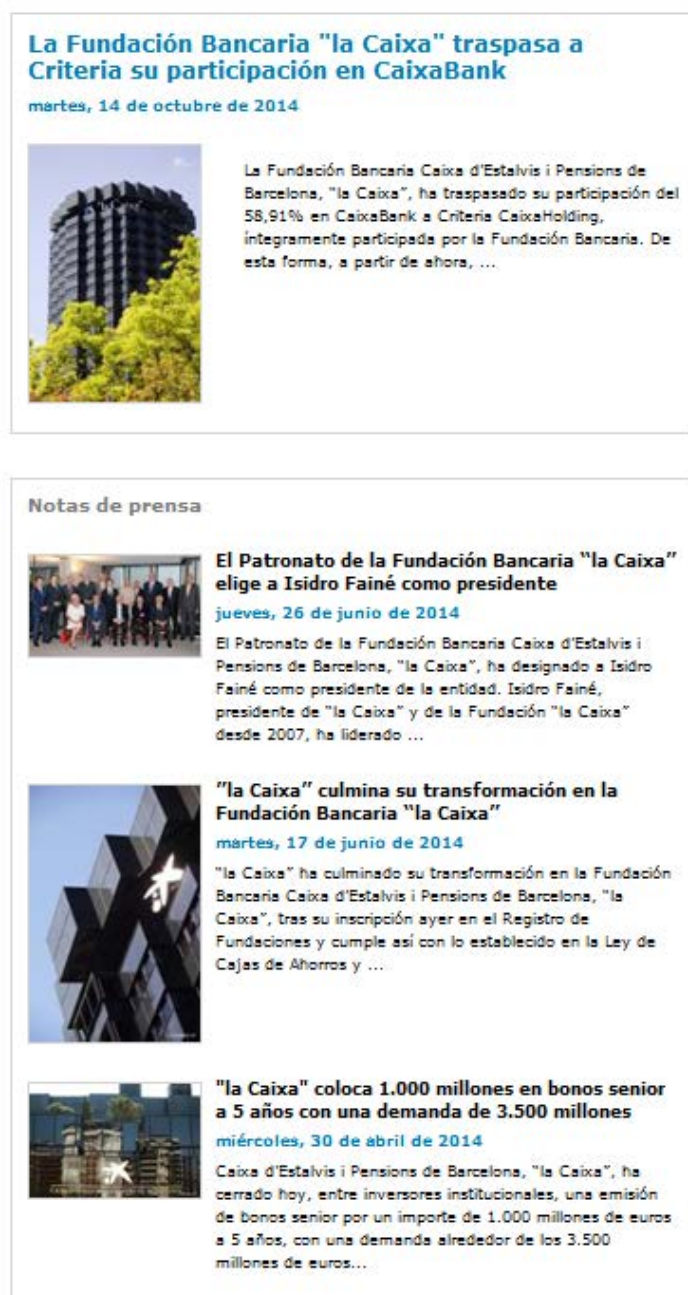 La Fundación Bancaria "la Caixa" traspasa a
Criteria su participación en CaixaBank
martes, 14 de octubre de 2014
La Fundación Bancaria Caixa d'Estalvis i Pensions de
Barcelona, "la Caixa", ha traspasado su participación del
58,91% en CaixaBank a Criteria CaixaHolding,
íntegramente participada por la Fundación Bancaria. De
esta forma, a partir de ahora, ...
Notas de prensa
El Patronato de la Fundación Bancaria “la Caixa”
elige a Isidro Fainé como presidente
jueves, 26 de junio de 2014
El Patronato de la Fundación Bancaria Caixa d'Estalvis i
Pensions de Barcelona, "la Caixa", ha designado a Isidro
Fainé como presidente de la entidad. Isidro Fainé,
presidente de "la Caixa" y de la Fundación "la Caixa"
desde 2007, ha liderado ...
”la Caixa” culmina su transformación en la
Fundación Bancaria “la Caixa”
martes, 17 de junio de 2014
"la Caixa" ha culminado su transformación en la Fundación
Bancaria Caixa d'Estalvis i Pensions de Barcelona, "la
Caixa", tras su inscripción ayer en el Registro de
Fundaciones y cumple así con lo establecido en la Ley de
Cajas de Ahorros y ...
"la Caixa" coloca 1.000 millones en bonos senior
a 5 años con una demanda de 3.500 millones
miércoles, 30 de abril de 2014
Caixa d'Estalvis i Pensions de Barcelona, "la Caixa", ha
cerrado hoy, entre inversores institucionales, una emisión
de bonos senior por un importe de 1.000 millones de euros
a 5 años, con una demanda alrededor de los 3.500
millones de euros...